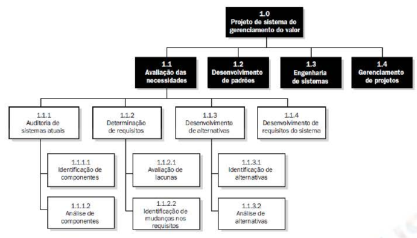 1.0
Projeto de sistema de
gerenciamento do valor
1.1
Avaliação das
necessidades
1.2
Desenvolvimento
de padrões
1.3
Engenharia
de sistemas
1.4
Gerenciamento
de projetos
1.1.1
Auditoria de
sistemas atuais
1.1.2
Determinação
de requisitos
1.1.3
Desenvolvimento
de alternativas
1.1.4
Desenvolvimento de
requisitos do sistema
1.1.1.1
Identificação de
componentes
1.1.2.1
Avaliação de
lacunas
1.1.3.1
Identificação de
alternativas
1.1.1.2
Análise de
componentes
1.1.2.2
Identificação de
mudanças nos
requisitos
1.1.3.2
Análise de
alternativas